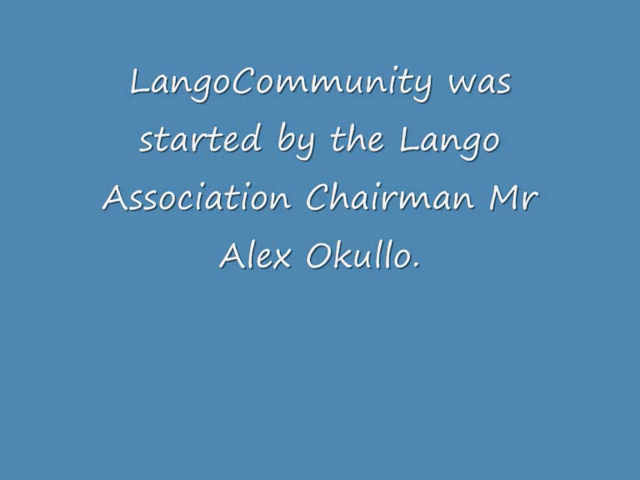 LangoCommunity was
started by the Lango
Association Chairman Mr
Alex Okullo.